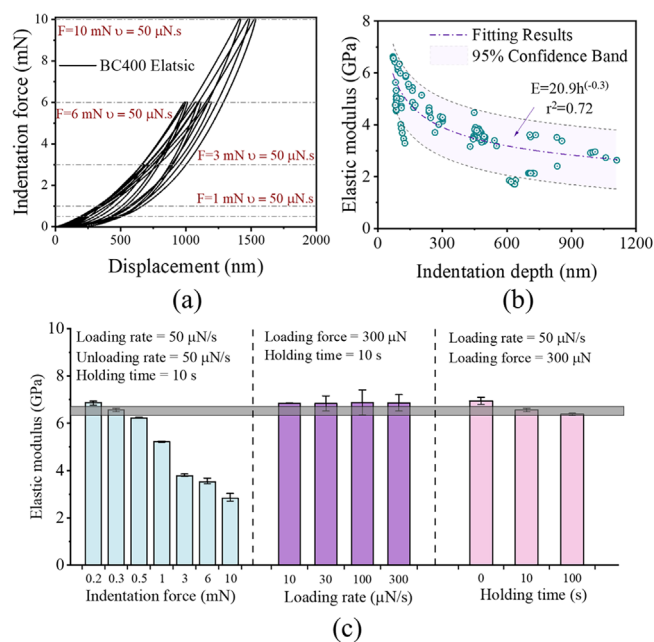 10
F=10 mN υ = 50 μN.s
BC400 Elatsic
8
6
F=6 mN υ = 50 μN.s
4
F=3 mN υ = 50 μN.s
2
F=1 mN υ = 50 μN.s
0
0 500 1000 1500 2000
Indentation force (mN)
Displacement (nm)
(a)
8
Fitting Results
95% Confidence Band
6
E=20.9h(-0.3)
r2=0.72
4
2
0
0 300 600 900 1200
Elastic modulus (GPa)
Indentation depth (nm)
(b)
10
Loading rate = 50 μN/s
Unloading rate = 50 μN/s
Holding time = 10 s
Loading force = 300 μN
Holding time = 10 s
Loading rate = 50 μN/s
Loading force = 300 μN
8
6
4
2
0
Elastic modulus (GPa)
0.2 0.3 0.5 1 3 6 10
Indentation force (mN)
10 30 100 300
Loading rate (μN/s)
0 10 100
Holding time (s)
(c)